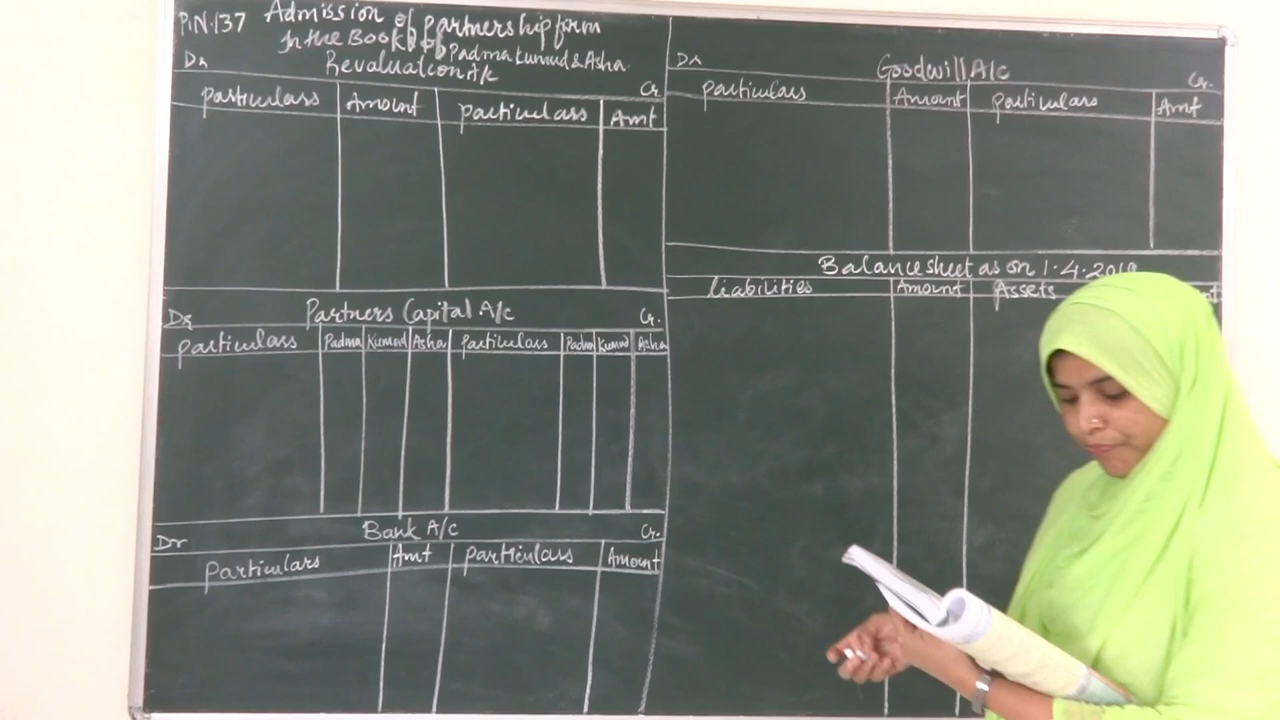 P.N.137 Admission of Partnership form
In the Books of Padma Kumud & Asha.
Dr Revaluation A/c Cr
Particulars Amount Particulars Amt
Dr Partners Capital A/c Cr.
Particulars Padma Kumud Asha Particulars Padma Kumud Asha
Dr Bank A/c Cr.
Particulars Amt Particulars Amount
Dr Goodwill A/c Cr.
Particulars Amount Particulars Amt
Balance sheet as on 1.4.2019
liabilities Amount Assets